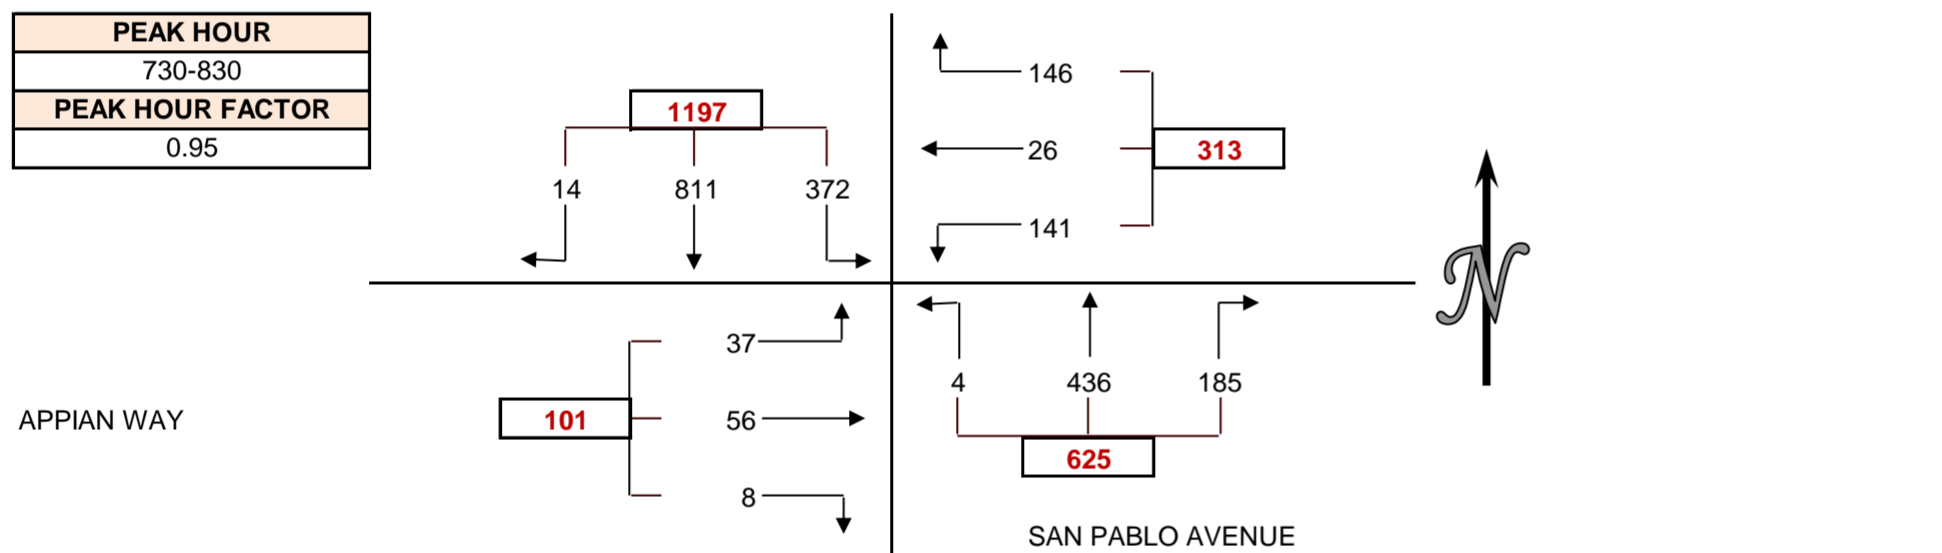 PEAK HOUR
730-830
PEAK HOUR FACTOR
0.95
1197
14 811 372
146
26
141
313
N
37
56
8
101
4 436 185
625
APPIAN WAY
SAN PABLO AVENUE